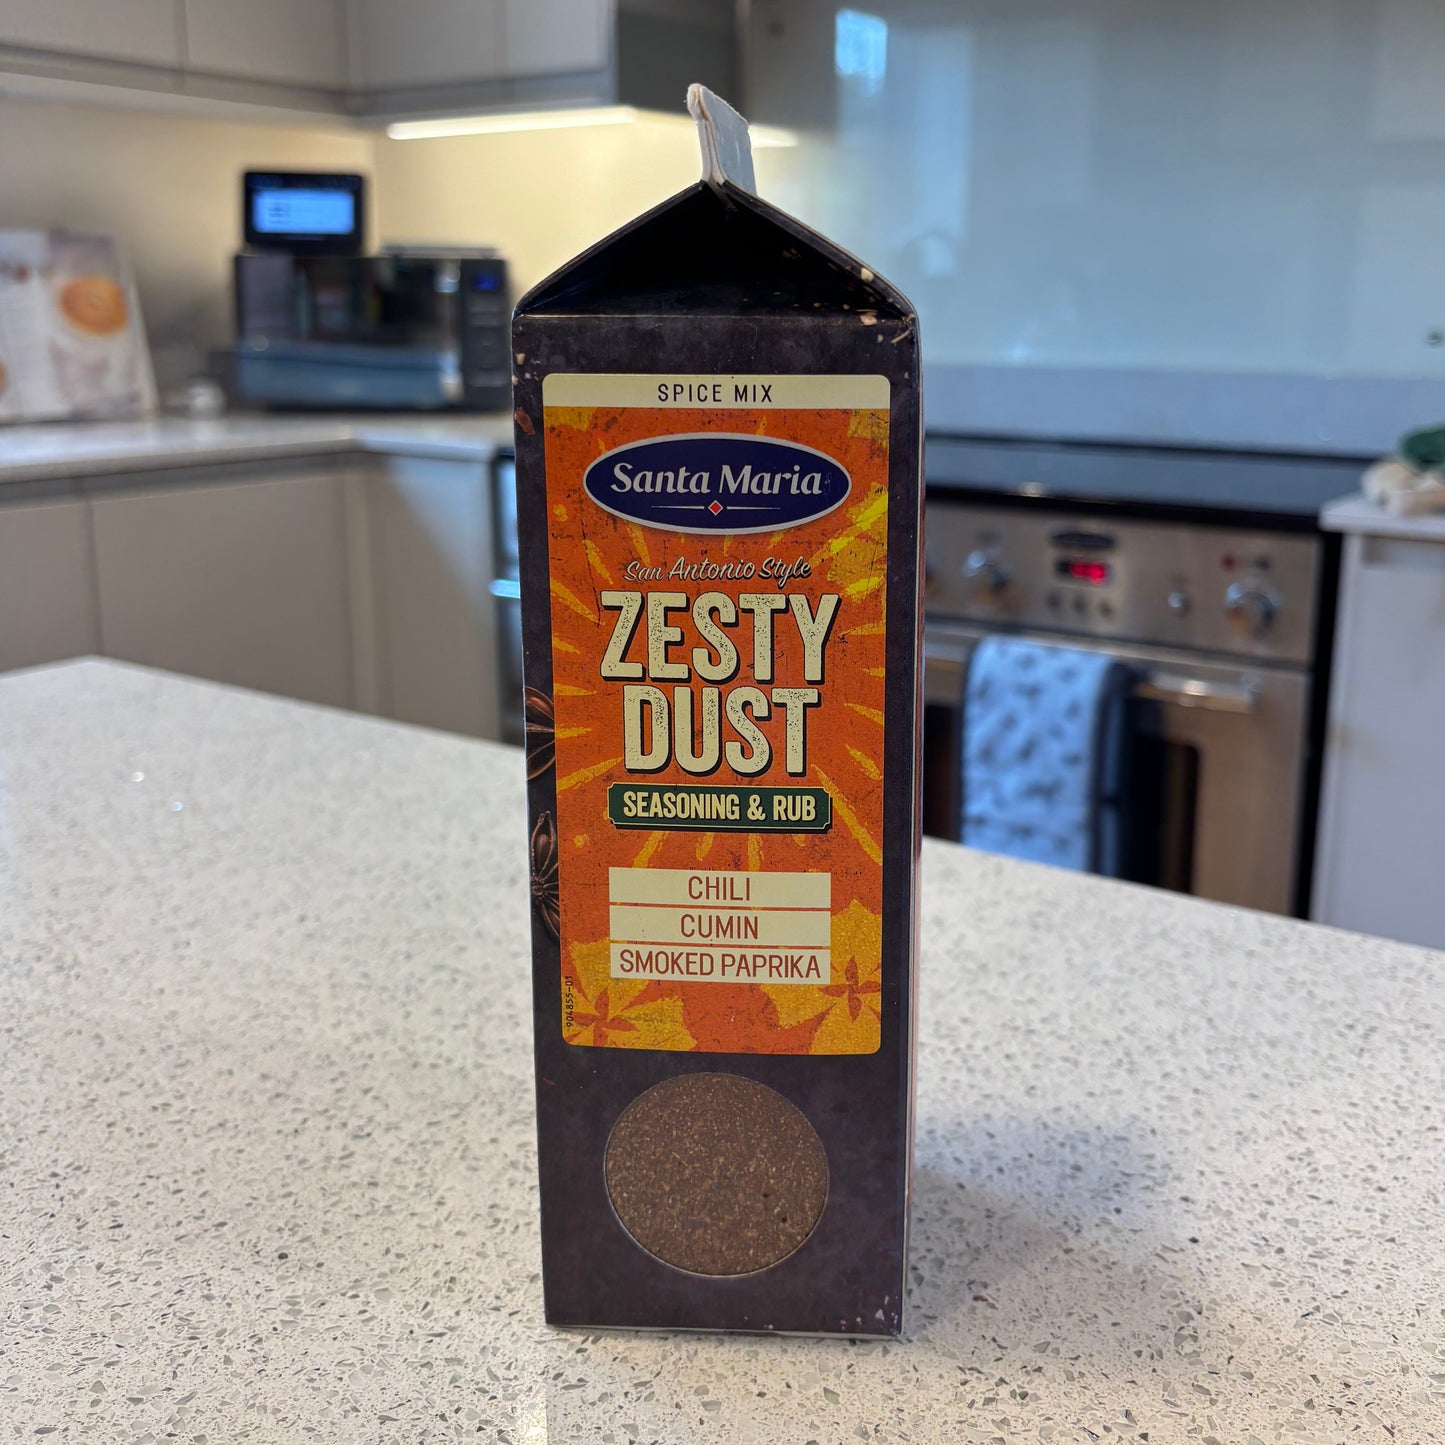 SPICE MIX
Santa Maria
San Antonio Style
ZESTY
DUST
SEASONING & RUB
CHILI
CUMIN
SMOKED PAPRIKA
904855-01